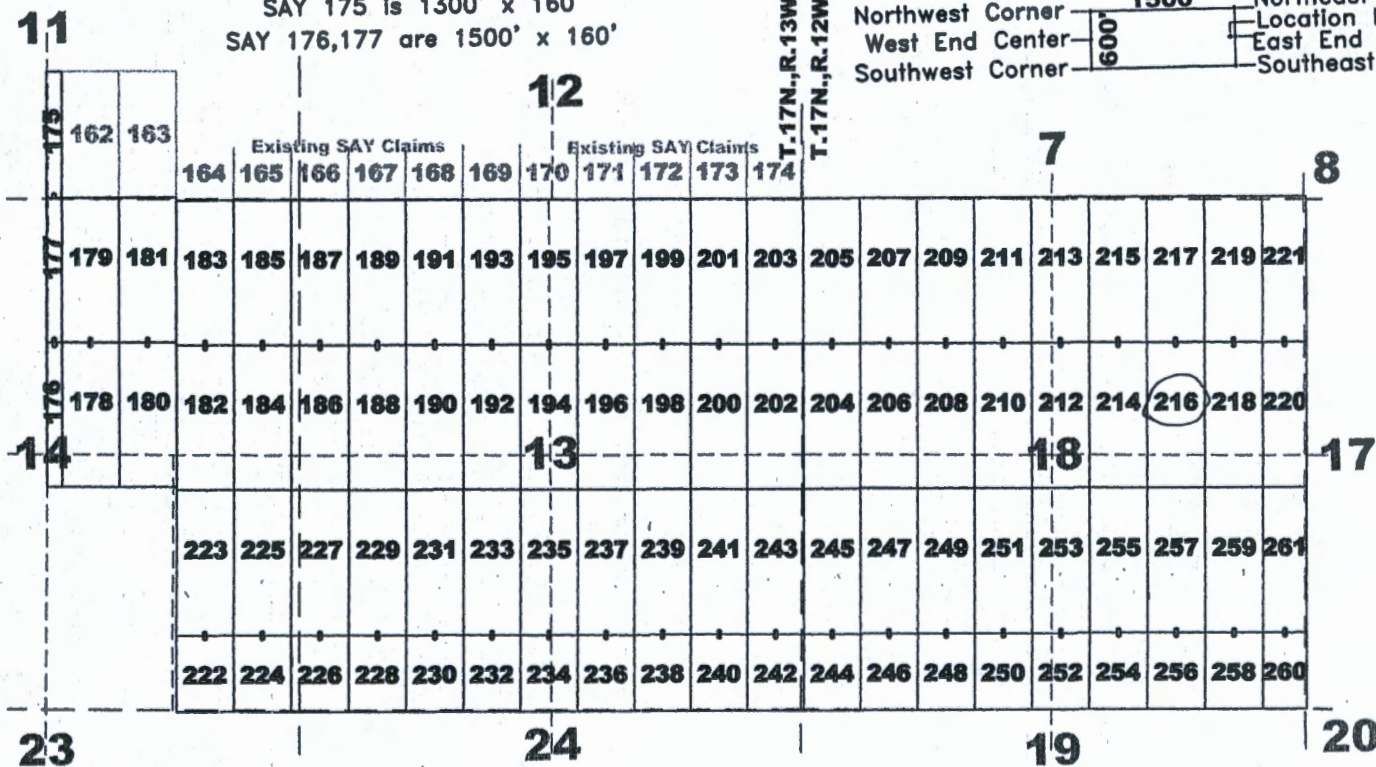 SAY 175 is 1300' x 160'
SAY 176,177 are 1500' x 160'
11
12
T.17N.,R.13W
T.17N.,R.12W
Northwest Corner
West End Center
Southwest Corner
600'
1500'
Location
East End
Southeast
7
8
175
162 163
Existing SAY Claims
Existing SAY Claims
164 165 166 167 168 169 170 171 172 173 174
177 179 181 183 185 187 189 191 193 195 197 199 201 203 205 207 209 211 213 215 217 219 221
176 178 180 182 184 186 188 190 192 194 196 198 200 202 204 206 208 210 212 214 216 218 220
14 13 18 17
223 225 227 229 231 233 235 237 239 241 243 245 247 249 251 253 255 257 259 261
222 224 226 228 230 232 234 236 238 240 242 244 246 248 250 252 254 256 258 260
23 24 19 20